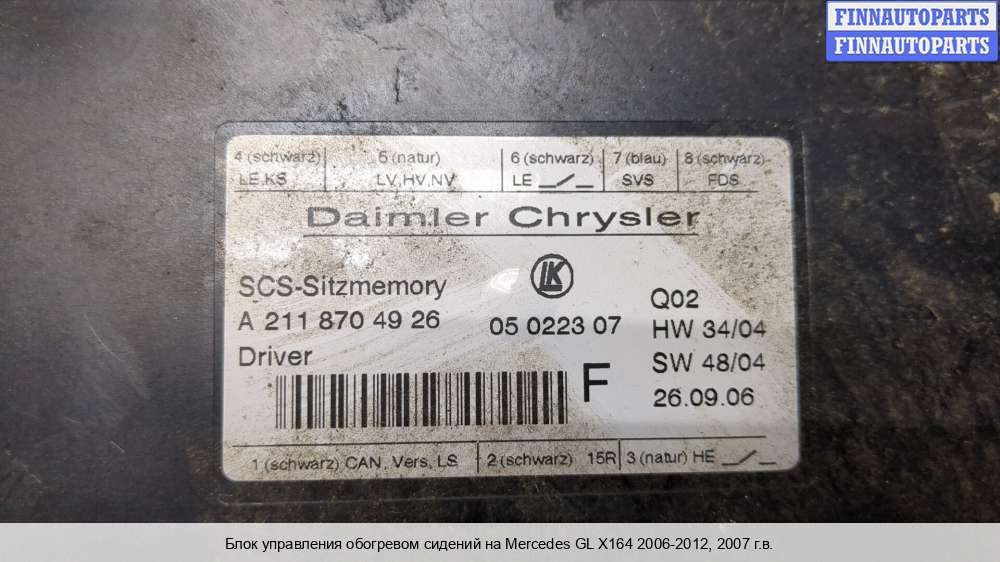 FINNAUTOPARTS
FINNAUTOPARTS
4 (schwarz) 5 (natur) 6 (schwarz) 7 (blau) 8 (schwarz)
LE.KS LV,HV,NV LE SVS FDS
Daimler Chrysler
SCS-Sitzmemory LK Q02
A 211 870 49 26 05 0223 07 HW 34/04
Driver SW 48/04
F 26.09.06
1 (schwarz) CAN, Vers, LS 2 (schwarz) 15R 3 (natur) HE
Блок управления обогревом сидений на Mercedes GL X164 2006-2012, 2007 г.в.